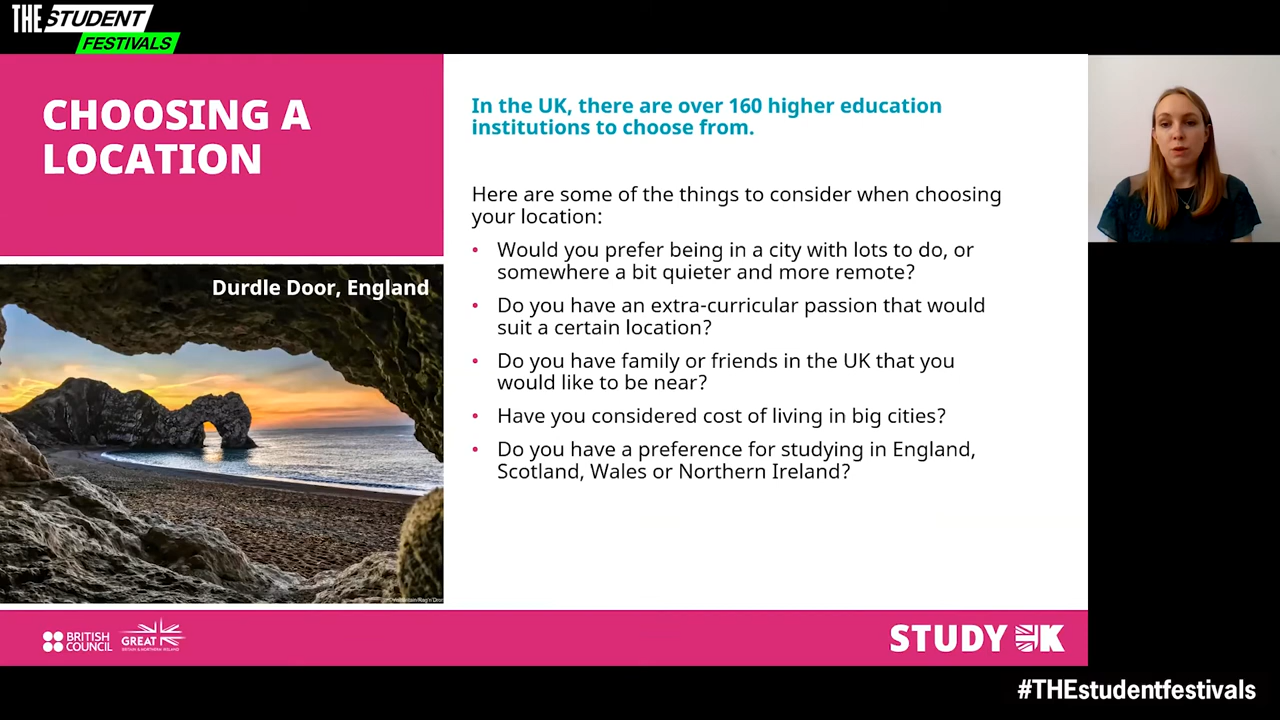 THE STUDENT
FESTIVALS
CHOOSING A
LOCATION
Durdle Door, England
In the UK, there are over 160 higher education
institutions to choose from.
Here are some of the things to consider when choosing
your location:
• Would you prefer being in a city with lots to do, or
somewhere a bit quieter and more remote?
• Do you have an extra-curricular passion that would
suit a certain location?
• Do you have family or friends in the UK that you
would like to be near?
• Have you considered cost of living in big cities?
• Do you have a preference for studying in England,
Scotland, Wales or Northern Ireland?
BRITISH
COUNCIL
GREAT
BRITAIN & NORTHERN IRELAND
STUDY UK
#THEstudentfestivals